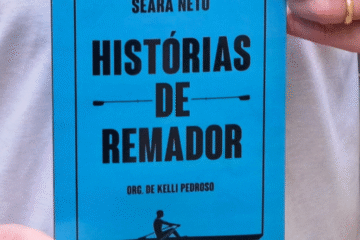 SEARA NETO
HISTÓRIAS
DE
REMADOR
ORG. DE KELLI PEDROSO